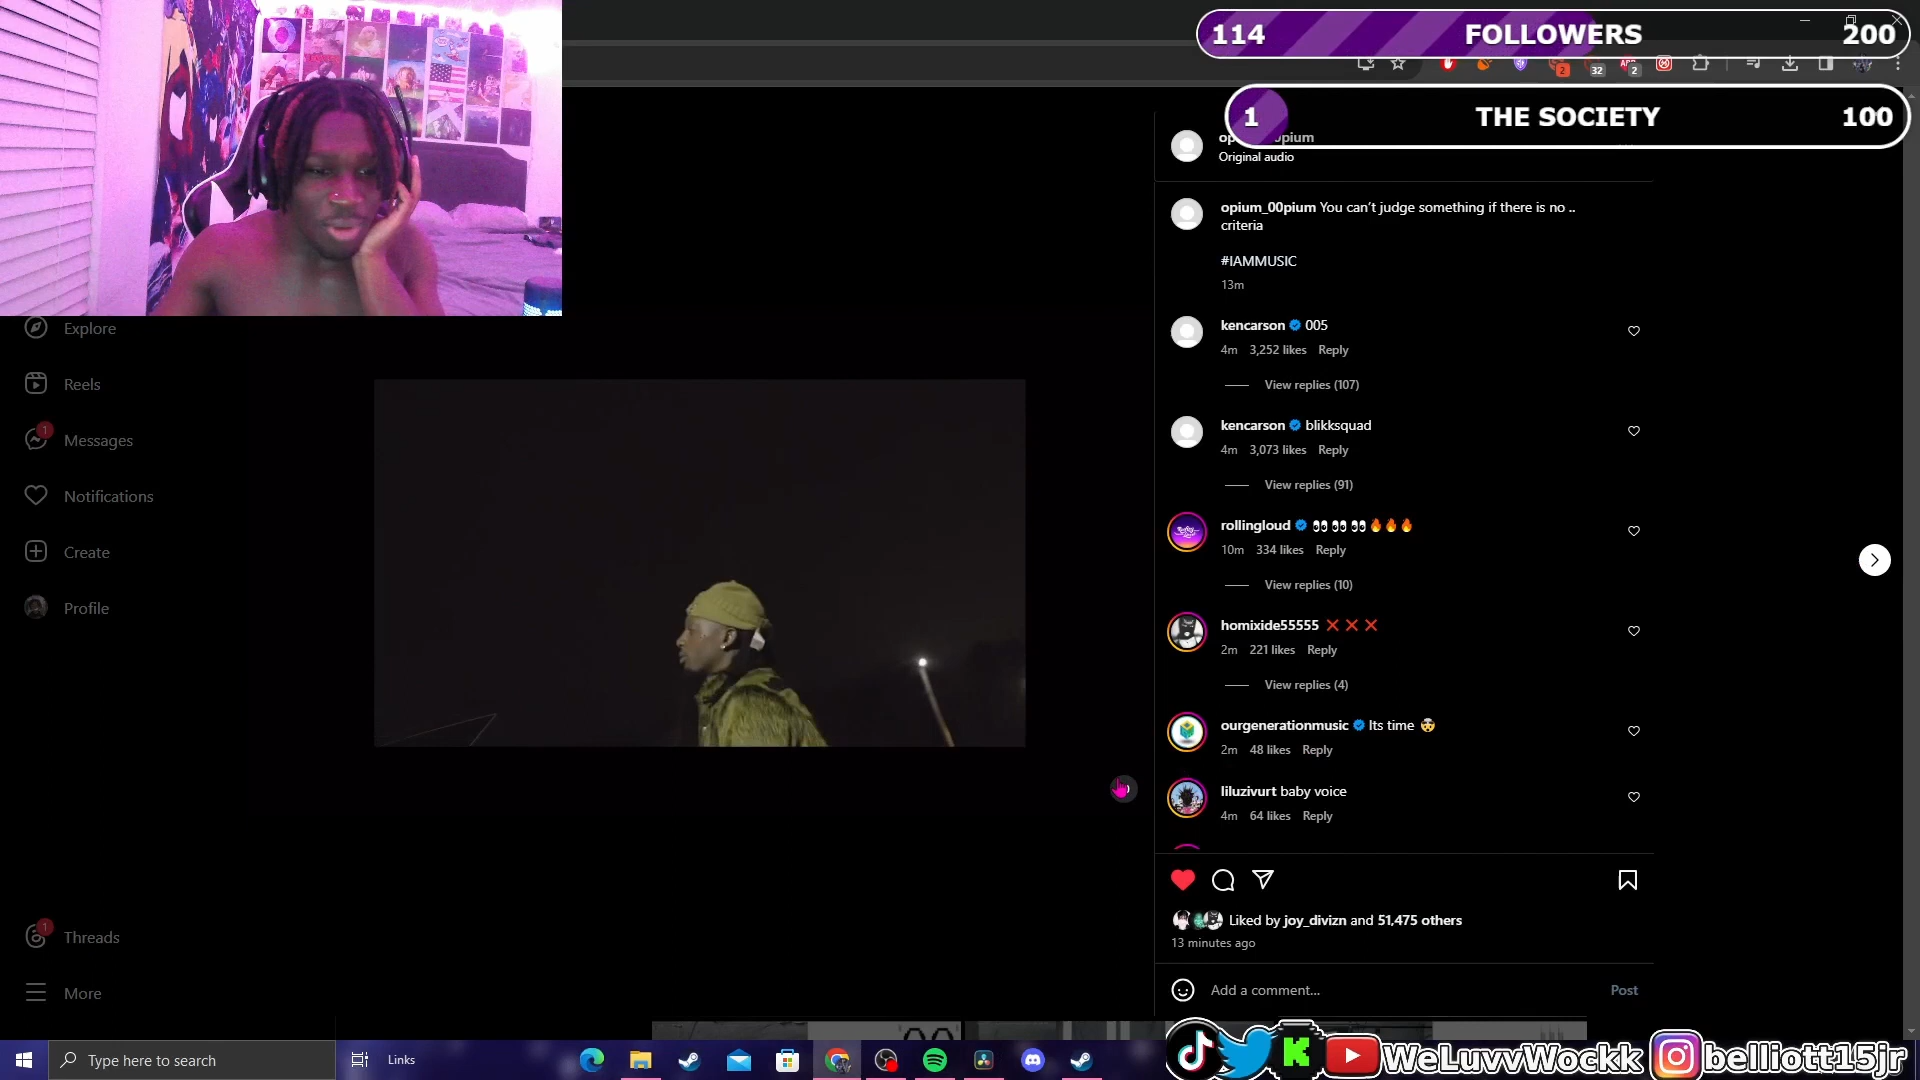 114 FOLLOWERS 200
1 THE SOCIETY 100
Original audio
opium_00pium You can't judge something if there is no ..
criteria
#IAMMUSIC
13m
kencarson 005
4m 3,252 likes Reply
View replies (107)
kencarson blikksquad
4m 3,073 likes Reply
View replies (91)
rollingloud 👀👀👀🔥🔥🔥
10m 334 likes Reply
View replies (10)
homixide55555 ❌❌❌
2m 221 likes Reply
View replies (4)
ourgenerationmusic Its time 🤯
2m 48 likes Reply
liluzivurt baby voice
4m 64 likes Reply
Liked by joy_divizn and 51,475 others
13 minutes ago
Add a comment... Post
Explore
Reels
1
Messages
Notifications
Create
Profile
1
Threads
More
2
32
2
Type here to search
Links
WeLuvvWockk
belliott15jr